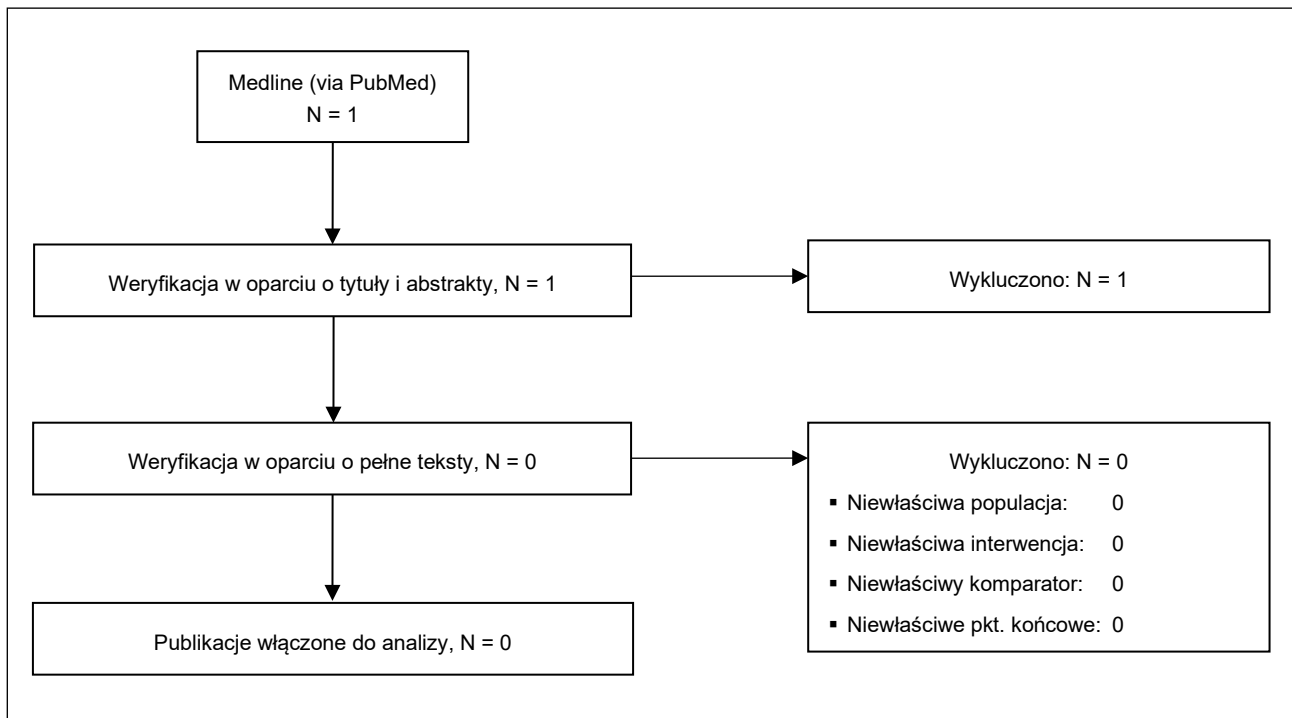 Medline (via PubMed)
N = 1
Weryfikacja w oparciu o tytuły i abstrakty, N = 1
Wykluczono: N = 1
Weryfikacja w oparciu o pełne teksty, N = 0
Wykluczono: N = 0
▪ Niewłaściwa populacja: 0
▪ Niewłaściwa interwencja: 0
▪ Niewłaściwy komparator: 0
▪ Niewłaściwe pkt. końcowe: 0
Publikacje włączone do analizy, N = 0